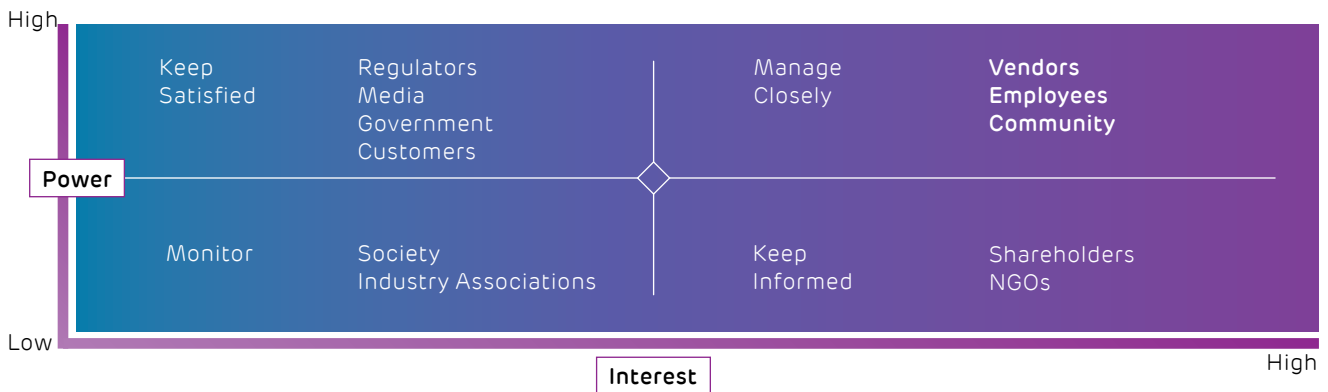 High
Keep
Satisfied
Regulators
Media
Government
Customers
Manage
Closely
Vendors
Employees
Community
Power
Monitor
Society
Industry Associations
Keep
Informed
Shareholders
NGOs
Low
High
Interest